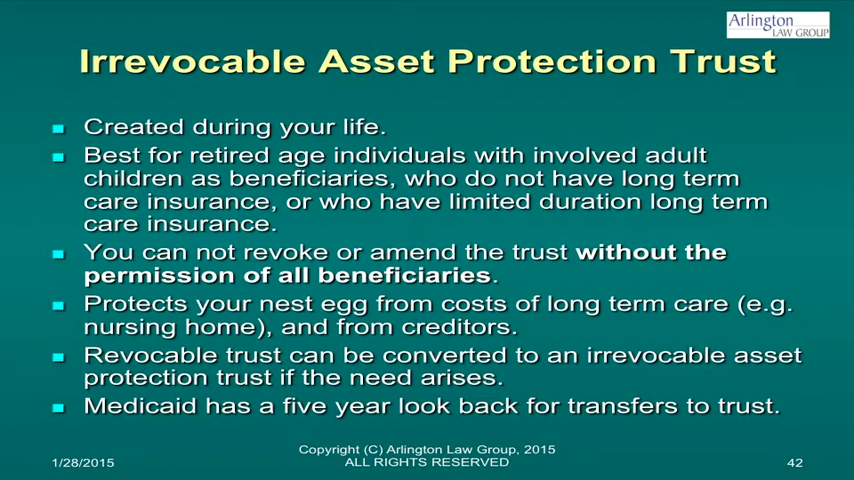 Arlington
LAW GROUP
Irrevocable Asset Protection Trust
Created during your life.
Best for retired age individuals with involved adult
children as beneficiaries, who do not have long term
care insurance, or who have limited duration long term
care insurance.
You can not revoke or amend the trust without the
permission of all beneficiaries.
Protects your nest egg from costs of long term care (e.g.
nursing home), and from creditors.
Revocable trust can be converted to an irrevocable asset
protection trust if the need arises.
Medicaid has a five year look back for transfers to trust.
1/28/2015
Copyright (C) Arlington Law Group, 2015
ALL RIGHTS RESERVED
42